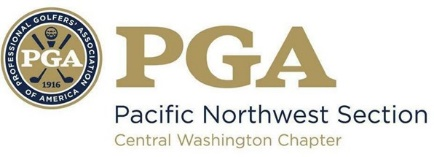 PROFESSIONAL GOLFERS' ASSOCIATION
PGA
1916
OF AMERICA
PGA
Pacific Northwest Section
Central Washington Chapter